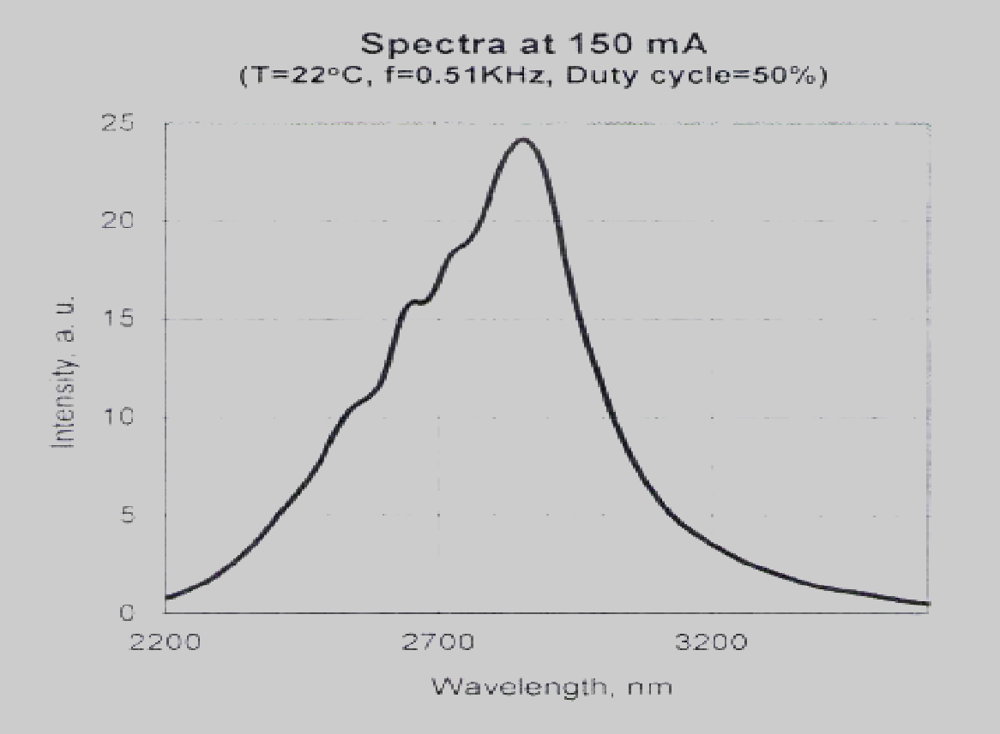 Spectra at 150 mA
(T=22°C, f=0.51KHz, Duty cycle=50%)
25
20
15
10
5
0
Intensity, a. u.
2200 2700 3200
Wavelength, nm